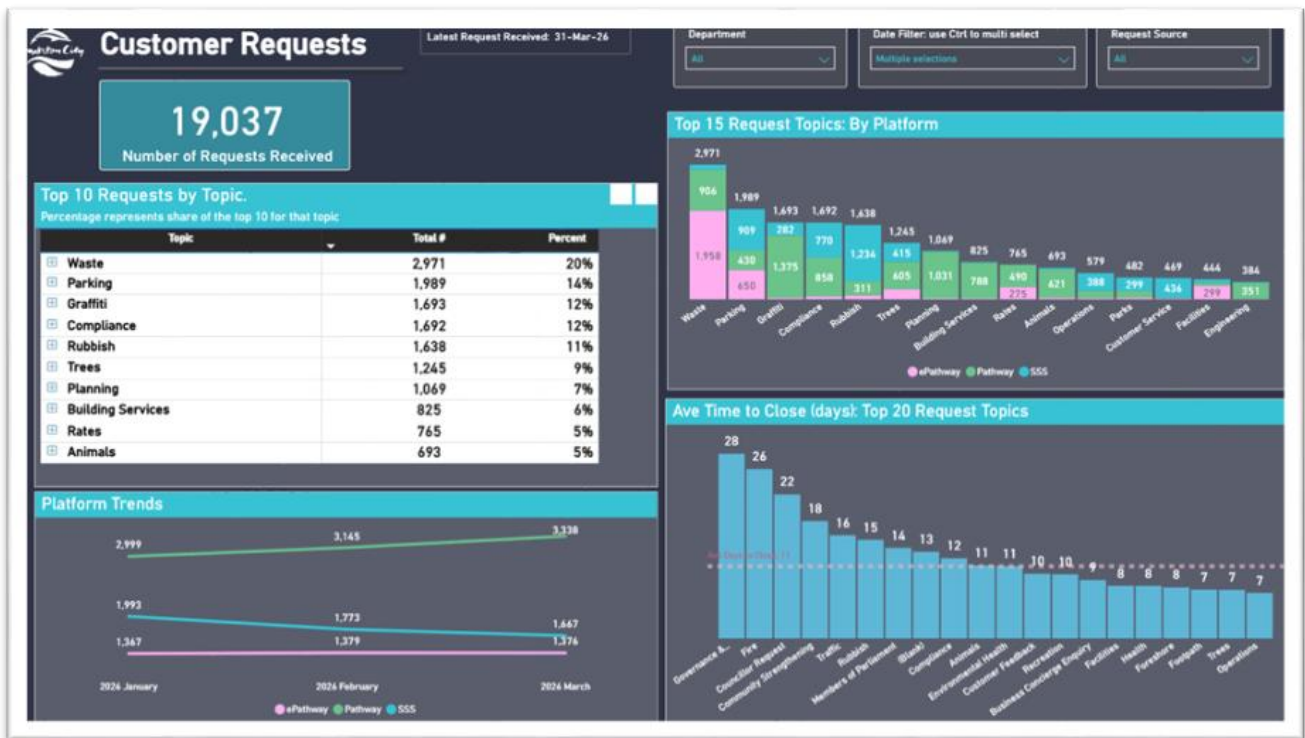 Customer Requests
Latest Request Received: 31-Mar-26
Department
All
Date Filter: use Ctrl to multi select
Multiple selections
Request Source
All
19,037
Number of Requests Received
Top 10 Requests by Topic.
Percentage represents share of the top 10 for that topic
Topic Total # Percent
Waste 2,971 20%
Parking 1,989 14%
Graffiti 1,693 12%
Compliance 1,692 12%
Rubbish 1,638 11%
Trees 1,245 9%
Planning 1,069 7%
Building Services 825 6%
Rates 765 5%
Animals 693 5%
Platform Trends
2,999 3,145 3,338
1,993 1,773 1,667
1,367 1,379 1,376
2026 January 2026 February 2026 March
ePathway Pathway SSS
Top 15 Request Topics: By Platform
2,971 1,989 1,693 1,692 1,638 1,245 1,069 825 765 693 579 482 469 444 384
906 909 282 770 1,234 415
1,958 430 1,375 858 311 605 1,031 788 490 621 388 299 436 299 351
650 275
Waste Parking Graffiti Compliance Rubbish Trees Planning Building Services Rates Animals Operations Parks Customer Service Facilities Engineering
ePathway Pathway SSS
Ave Time to Close (days): Top 20 Request Topics
28 26 22 18 16 15 14 13 12 11 11 10 10 9 8 8 8 7 7 7
Governance &... Fire Councillor Request Community Strengthening Traffic Rubbish Members of Parliament (Blank) Compliance Animals Environmental Health Customer Feedback Recreation Business Concierge Enquiry Facilities Health Foreshore Footpath Trees Operations